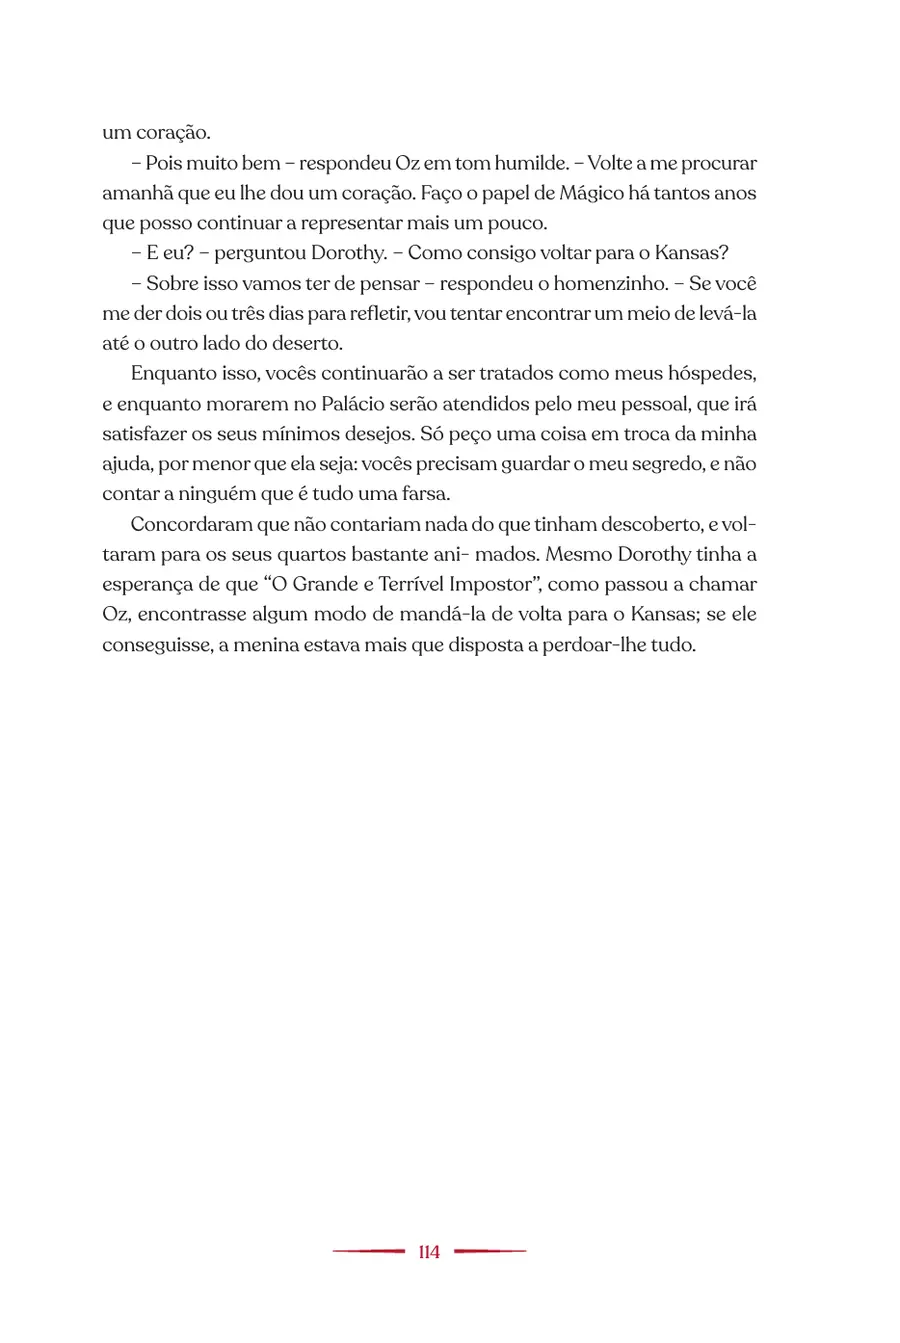 um coração.
– Pois muito bem – respondeu Oz em tom humilde. – Volte a me procurar
amanhã que eu lhe dou um coração. Faço o papel de Mágico há tantos anos
que posso continuar a representar mais um pouco.
– E eu? – perguntou Dorothy. – Como consigo voltar para o Kansas?
– Sobre isso vamos ter de pensar – respondeu o homenzinho. – Se você
me der dois ou três dias para refletir, vou tentar encontrar um meio de levá-la
até o outro lado do deserto.
Enquanto isso, vocês continuarão a ser tratados como meus hóspedes,
e enquanto morarem no Palácio serão atendidos pelo meu pessoal, que irá
satisfazer os seus mínimos desejos. Só peço uma coisa em troca da minha
ajuda, por menor que ela seja: vocês precisam guardar o meu segredo, e não
contar a ninguém que é tudo uma farsa.
Concordaram que não contariam nada do que tinham descoberto, e vol-
taram para os seus quartos bastante ani- mados. Mesmo Dorothy tinha a
esperança de que “O Grande e Terrível Impostor”, como passou a chamar
Oz, encontrasse algum modo de mandá-la de volta para o Kansas; se ele
conseguisse, a menina estava mais que disposta a perdoar-lhe tudo.
114